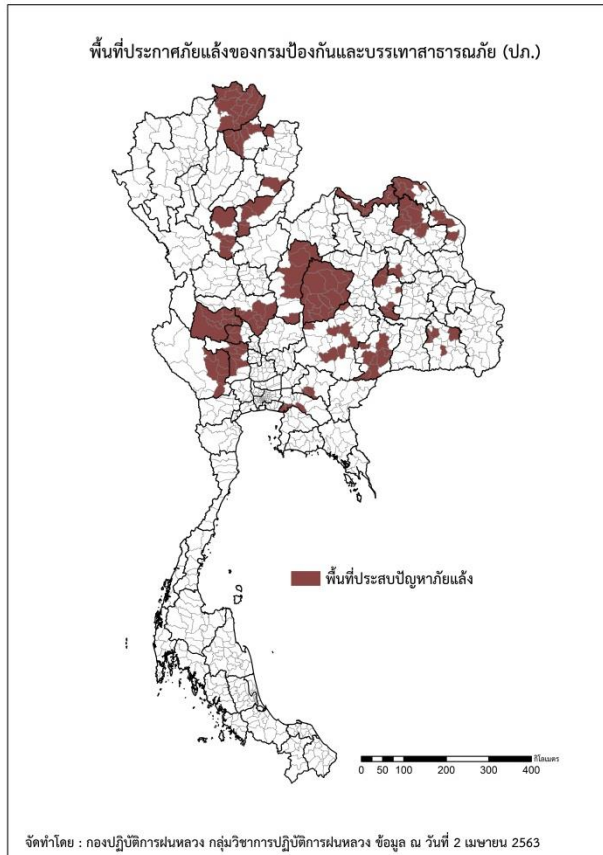 พื้นที่ประกาศภัยแล้งของกรมป้องกันและบรรเทาสาธารณภัย (ปภ.)
พื้นที่ประสบปัญหาภัยแล้ง
กิโลเมตร
0 25 50 100 200 300 400
จัดทำโดย : กองปฏิบัติการฝนหลวง กลุ่มวิชาการปฏิบัติการฝนหลวง ข้อมูล ณ วันที่ 2 เมษายน 2563